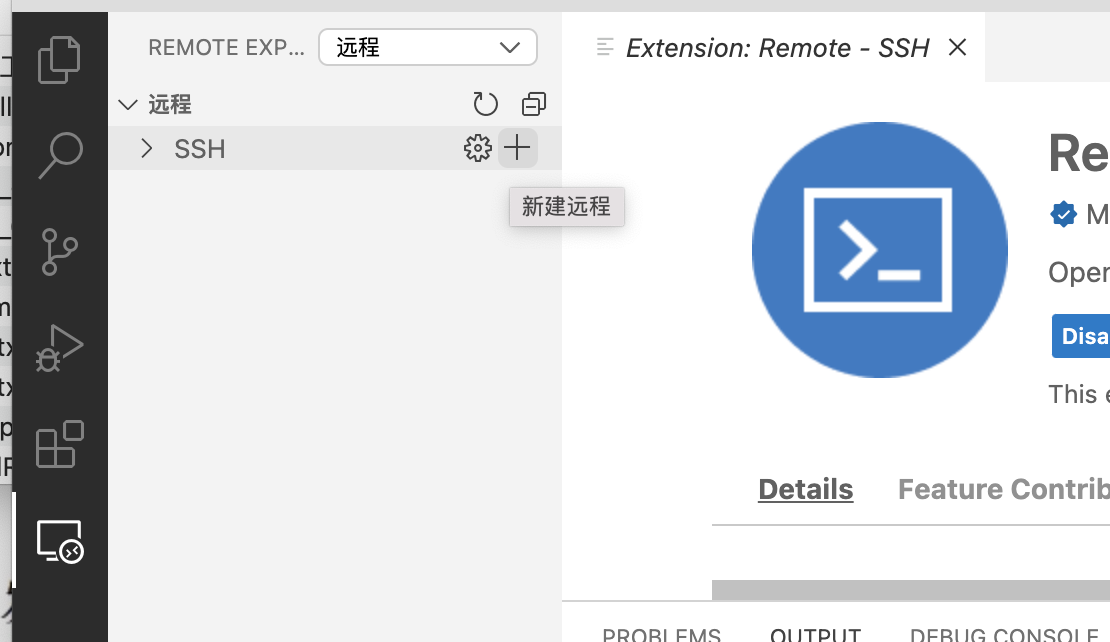 REMOTE EXP... 远程
远程
SSH
新建远程
Extension: Remote - SSH
Re
M
Oper
Disa
This e
Details Feature Contrib
PROBLEMS OUTPUT DEBUG CONSOLE